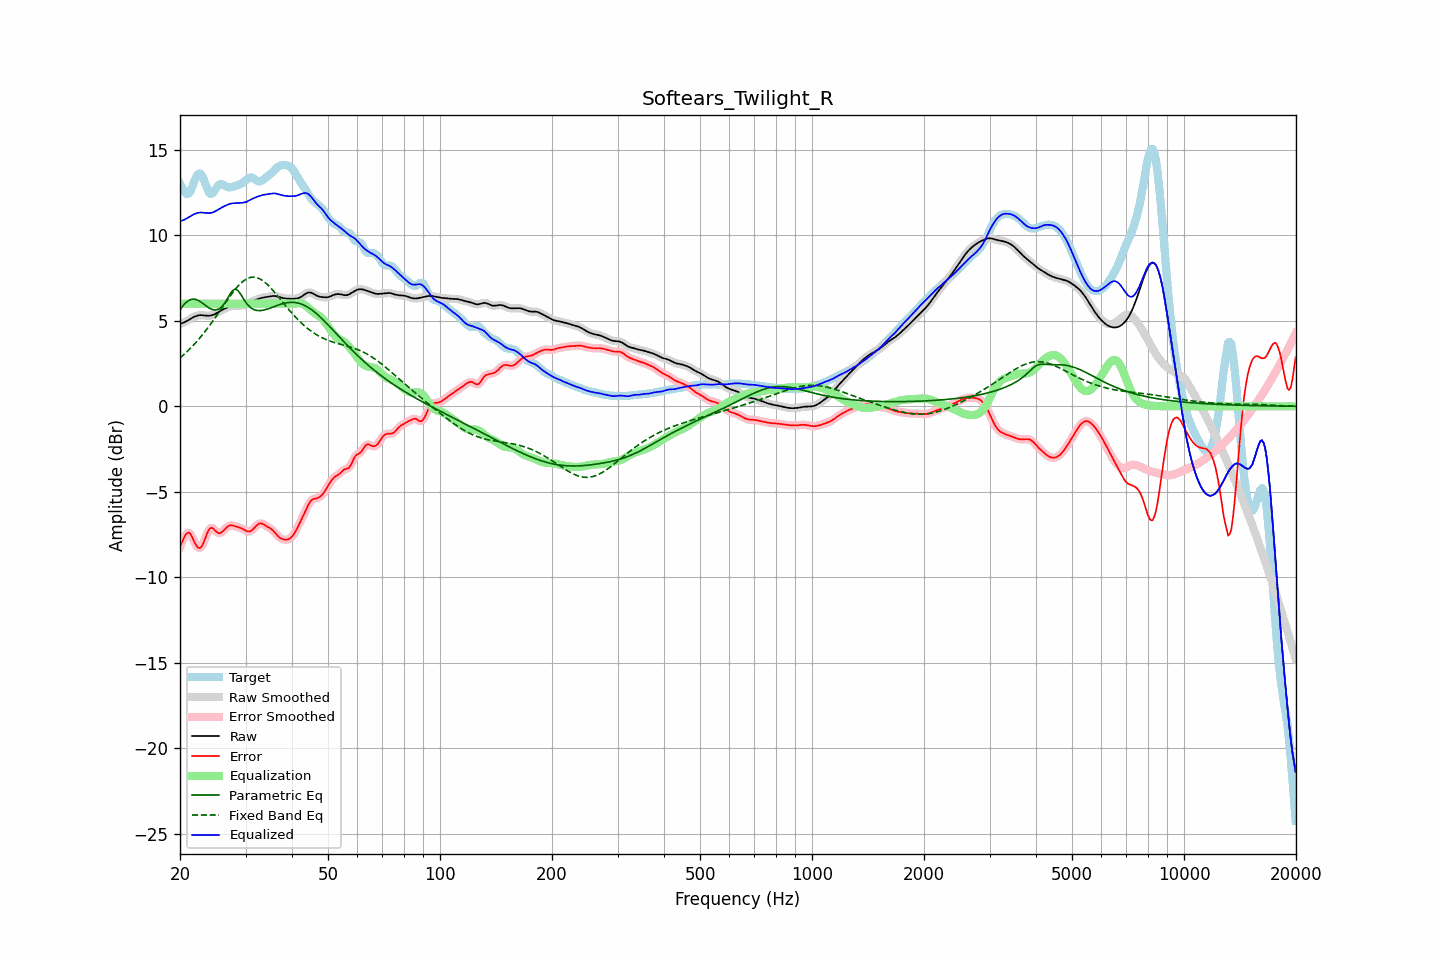 Softears_Twilight_R
Amplitude (dBr)
15
10
5
0
−5
−10
−15
−20
−25
Target
Raw Smoothed
Error Smoothed
Raw
Error
Equalization
Parametric Eq
Fixed Band Eq
Equalized
20 50 100 200 500 1000 2000 5000 10000 20000
Frequency (Hz)